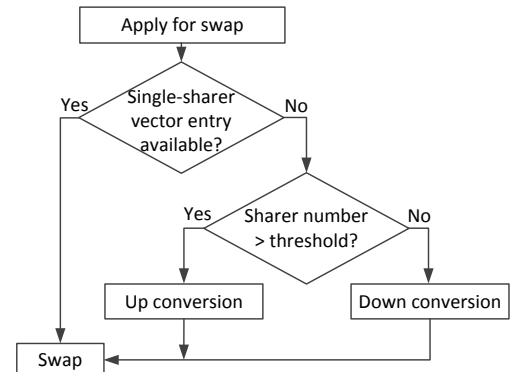 Apply for swap
Yes
Single-sharer
vector entry
available?
No
Yes
Sharer number
> threshold?
No
Up conversion
Down conversion
Swap